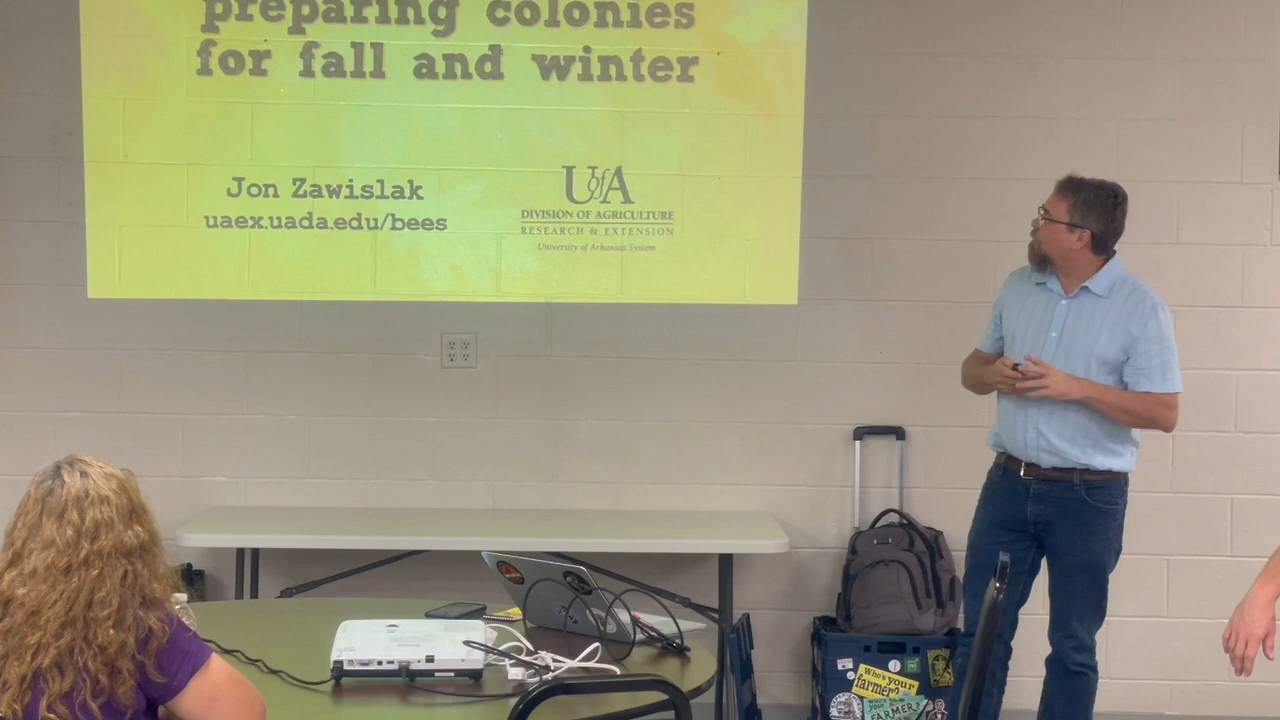 preparing colonies
for fall and winter
Jon Zawislak
uaex.uada.edu/bees
UofA
DIVISION OF AGRICULTURE
RESEARCH & EXTENSION
University of Arkansas System
Who's your
farmer?
FARMER?